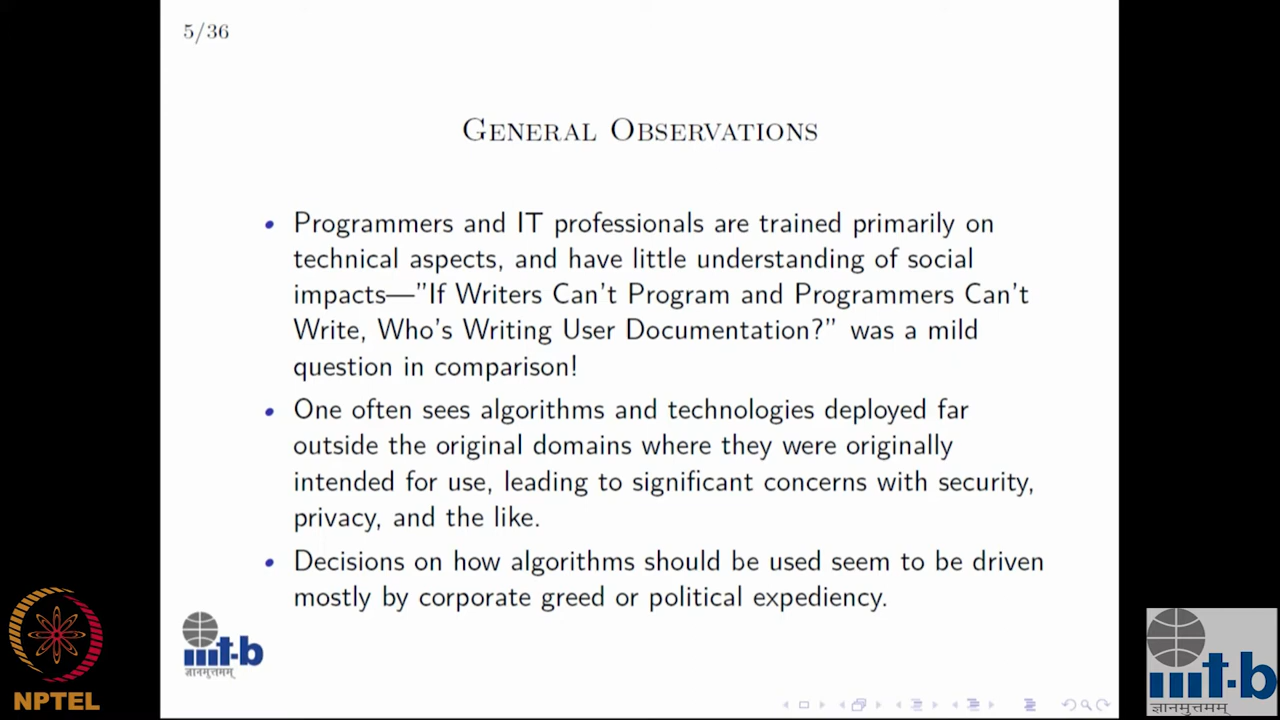 5/36
General Observations
• Programmers and IT professionals are trained primarily on
technical aspects, and have little understanding of social
impacts—"If Writers Can't Program and Programmers Can't
Write, Who's Writing User Documentation?" was a mild
question in comparison!
• One often sees algorithms and technologies deployed far
outside the original domains where they were originally
intended for use, leading to significant concerns with security,
privacy, and the like.
• Decisions on how algorithms should be used seem to be driven
mostly by corporate greed or political expediency.
iiit-b
ज्ञानमुत्तमम्
NPTEL
iiit-b
ज्ञानमुत्तमम्